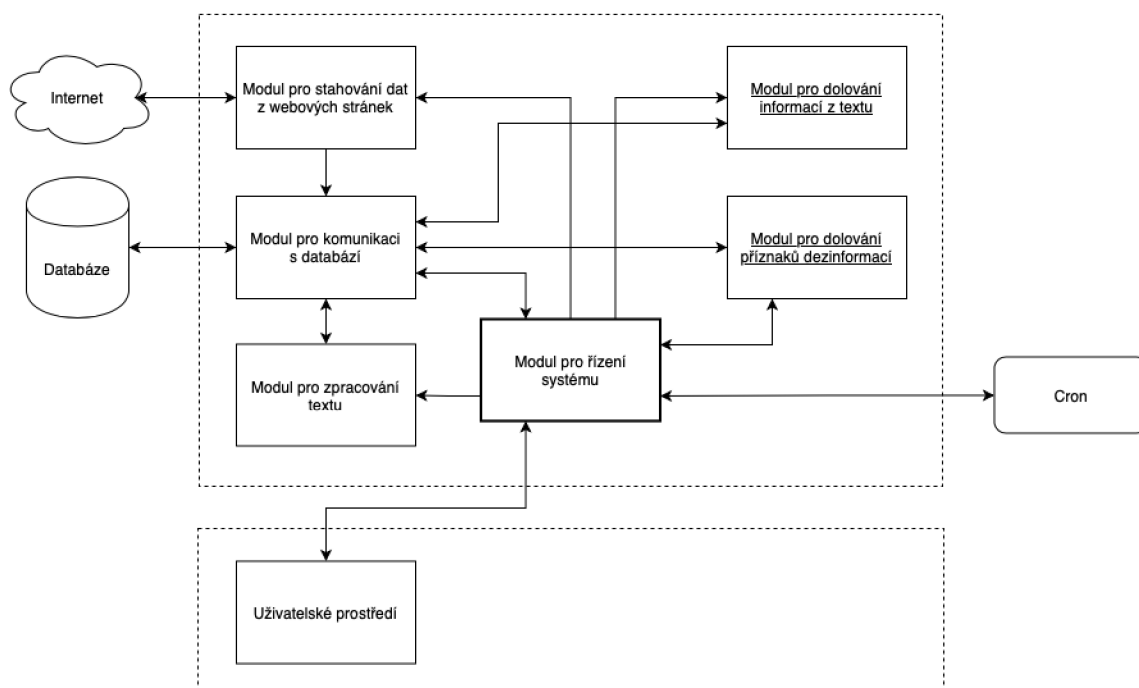 Internet
Modul pro stahování dat
z webových stránek
Modul pro dolování
informací z textu
Databáze
Modul pro komunikaci
s databází
Modul pro dolování
příznaků dezinformací
Modul pro zpracování
textu
Modul pro řízení
systému
Cron
Uživatelské prostředí